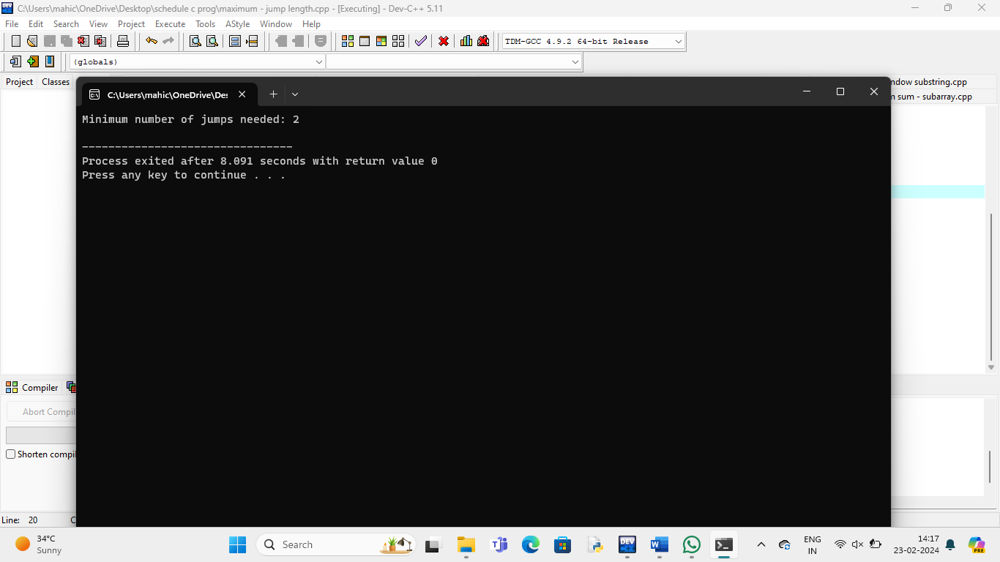 C:\Users\mahic\OneDrive\Desktop\schedule c prog\maximum - jump length.cpp - [Executing] - Dev-C++ 5.11
File Edit Search View Project Execute Tools AStyle Window Help
TDM-GCC 4.9.2 64-bit Release
(globals)
Project Classes
ndow substring.cpp
C:\Users\mahic\OneDrive\Des
m sum - subarray.cpp
Minimum number of jumps needed: 2
--------------------------------
Process exited after 8.091 seconds with return value 0
Press any key to continue . . .
Compiler
Abort Compil
Shorten compil
Line: 20 C
34°C
Sunny
Search
DEV
ENG
IN
14:17
23-02-2024
PRE